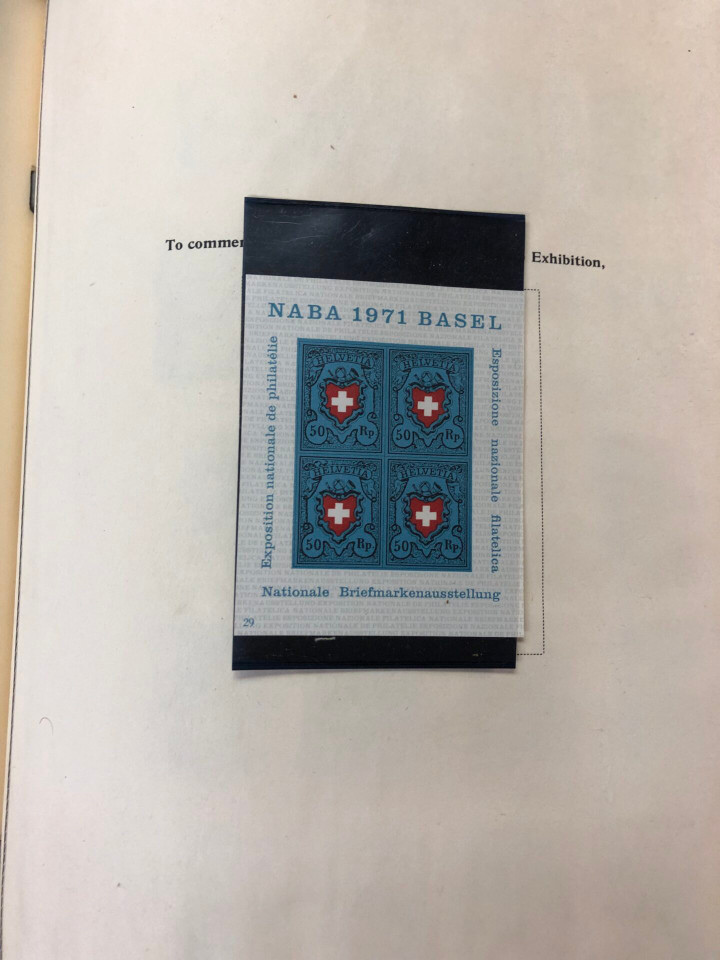 To commem
Exhibition,
NABA 1971 BASEL
Exposition nationale de philatélie
Esposizione nazionale filatelica
HELVETIA HELVETIA
50 Rp 50 Rp
HELVETIA HELVETIA
50 Rp 50 Rp
Nationale Briefmarkenausstellung
29